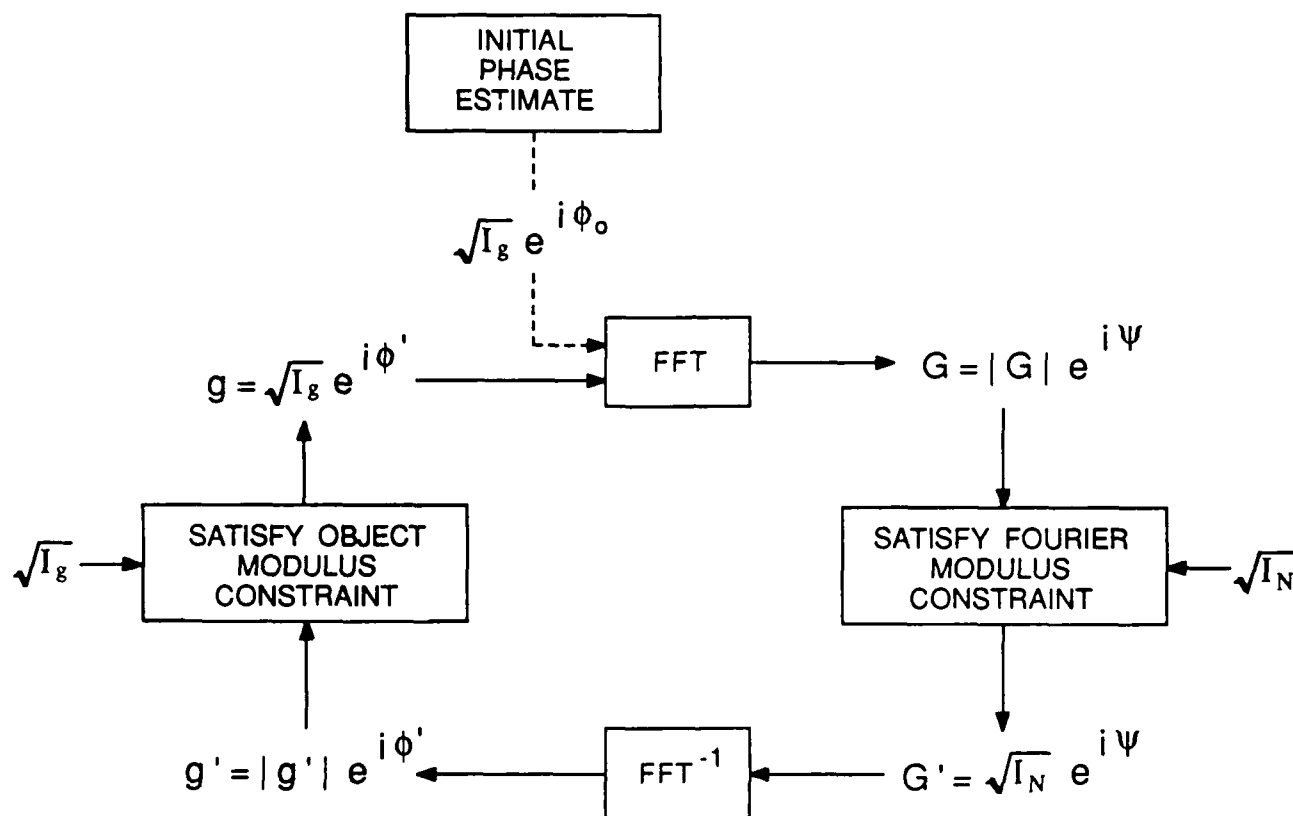 INITIAL
PHASE
ESTIMATE
√I_g e^{iϕ_o}
g = √I_g e^{iϕ'}
FFT
G = | G | e^{iψ}
√I_g
SATISFY OBJECT
MODULUS
CONSTRAINT
SATISFY FOURIER
MODULUS
CONSTRAINT
√I_N
g' = | g' | e^{iϕ'}
FFT^{-1}
G' = √I_N e^{iψ}